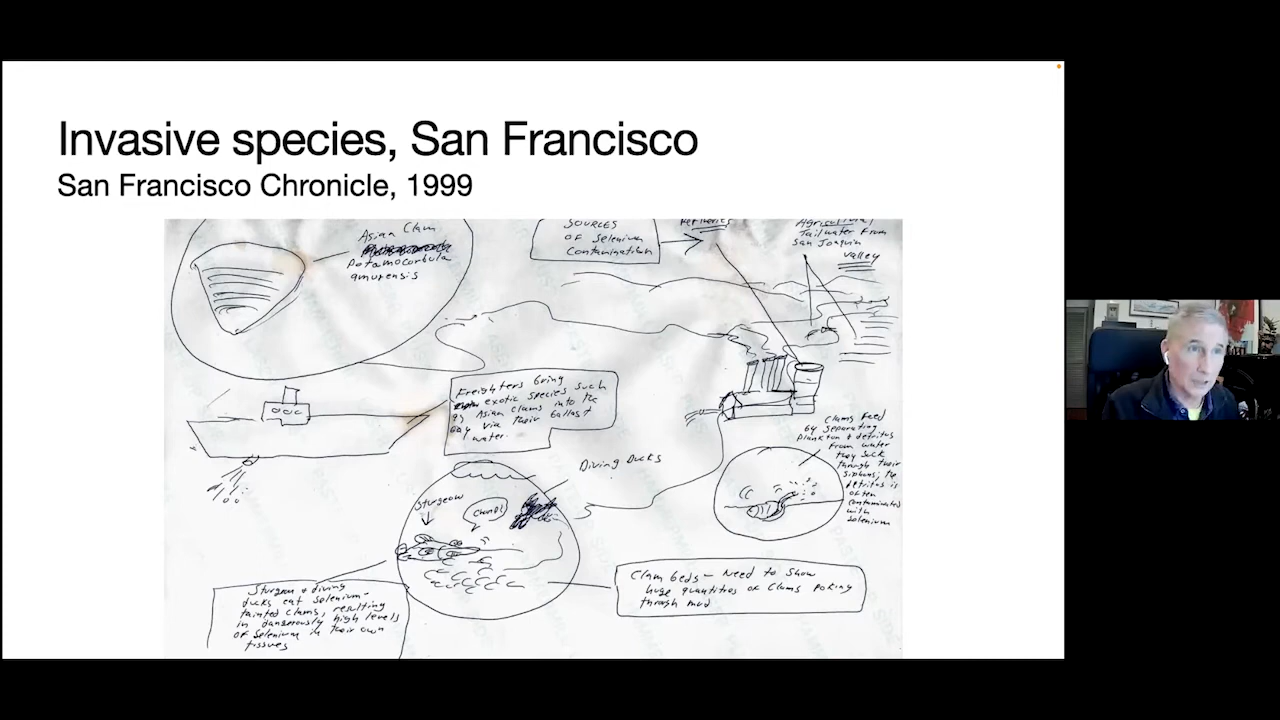 Invasive species, San Francisco
San Francisco Chronicle, 1999
Asian Clam
potamocorbula
amurensis
SOURCES
OF Selenium
Contamination
Refineries
Agricultural
Tailwater From
San Joaquin
Valley
Freighters bring
exotic species such
as Asian clams into the
bay via their ballast
water.
Diving Ducks
Clams Feed
by separating
plankton + detritus
From water
they suck
through their
siphons; the
detritus is
often
contaminated
with
selenium
Sturgeon
CHOMP!
Sturgeon + diving
ducks eat selenium-
tainted clams, resulting
in dangerously high levels
of selenium in their own
tissues
Clam beds - Need to show
huge quantities of clams poking
through mud